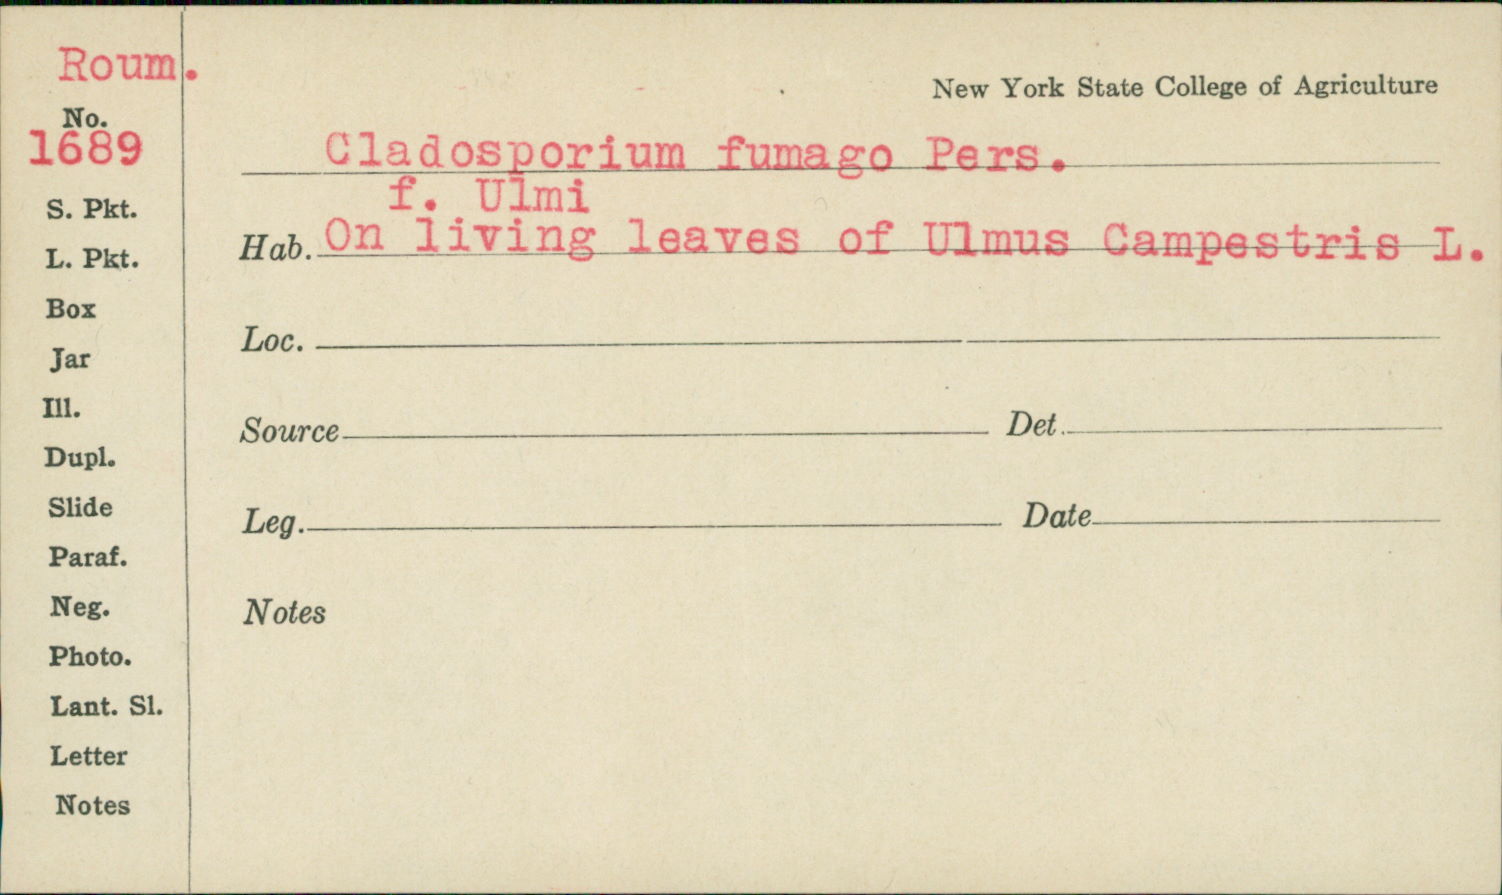 Roum.
New York State College of Agriculture
No.
1689
Cladosporium fumago Pers.
f. Ulmi
Hab. On living leaves of Ulmus Campestris L.
Loc.
Source
Det.
Leg.
Date
Notes
S. Pkt.
L. Pkt.
Box
Jar
Ill.
Dupl.
Slide
Paraf.
Neg.
Photo.
Lant. Sl.
Letter
Notes